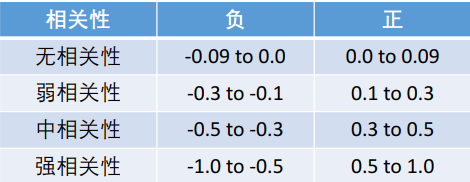 相关性 负 正
无相关性 -0.09 to 0.0 0.0 to 0.09
弱相关性 -0.3 to -0.1 0.1 to 0.3
中相关性 -0.5 to -0.3 0.3 to 0.5
强相关性 -1.0 to -0.5 0.5 to 1.0